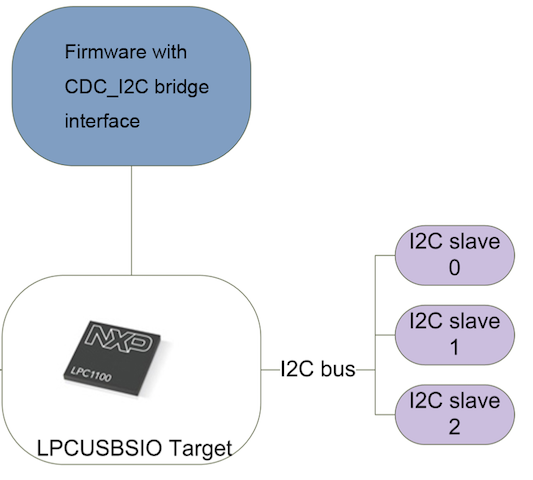 Firmware with
CDC_I2C bridge
interface
I2C slave
0
I2C slave
1
I2C slave
2
I2C bus
NXP
LPC1100
LPCUSBSIO Target